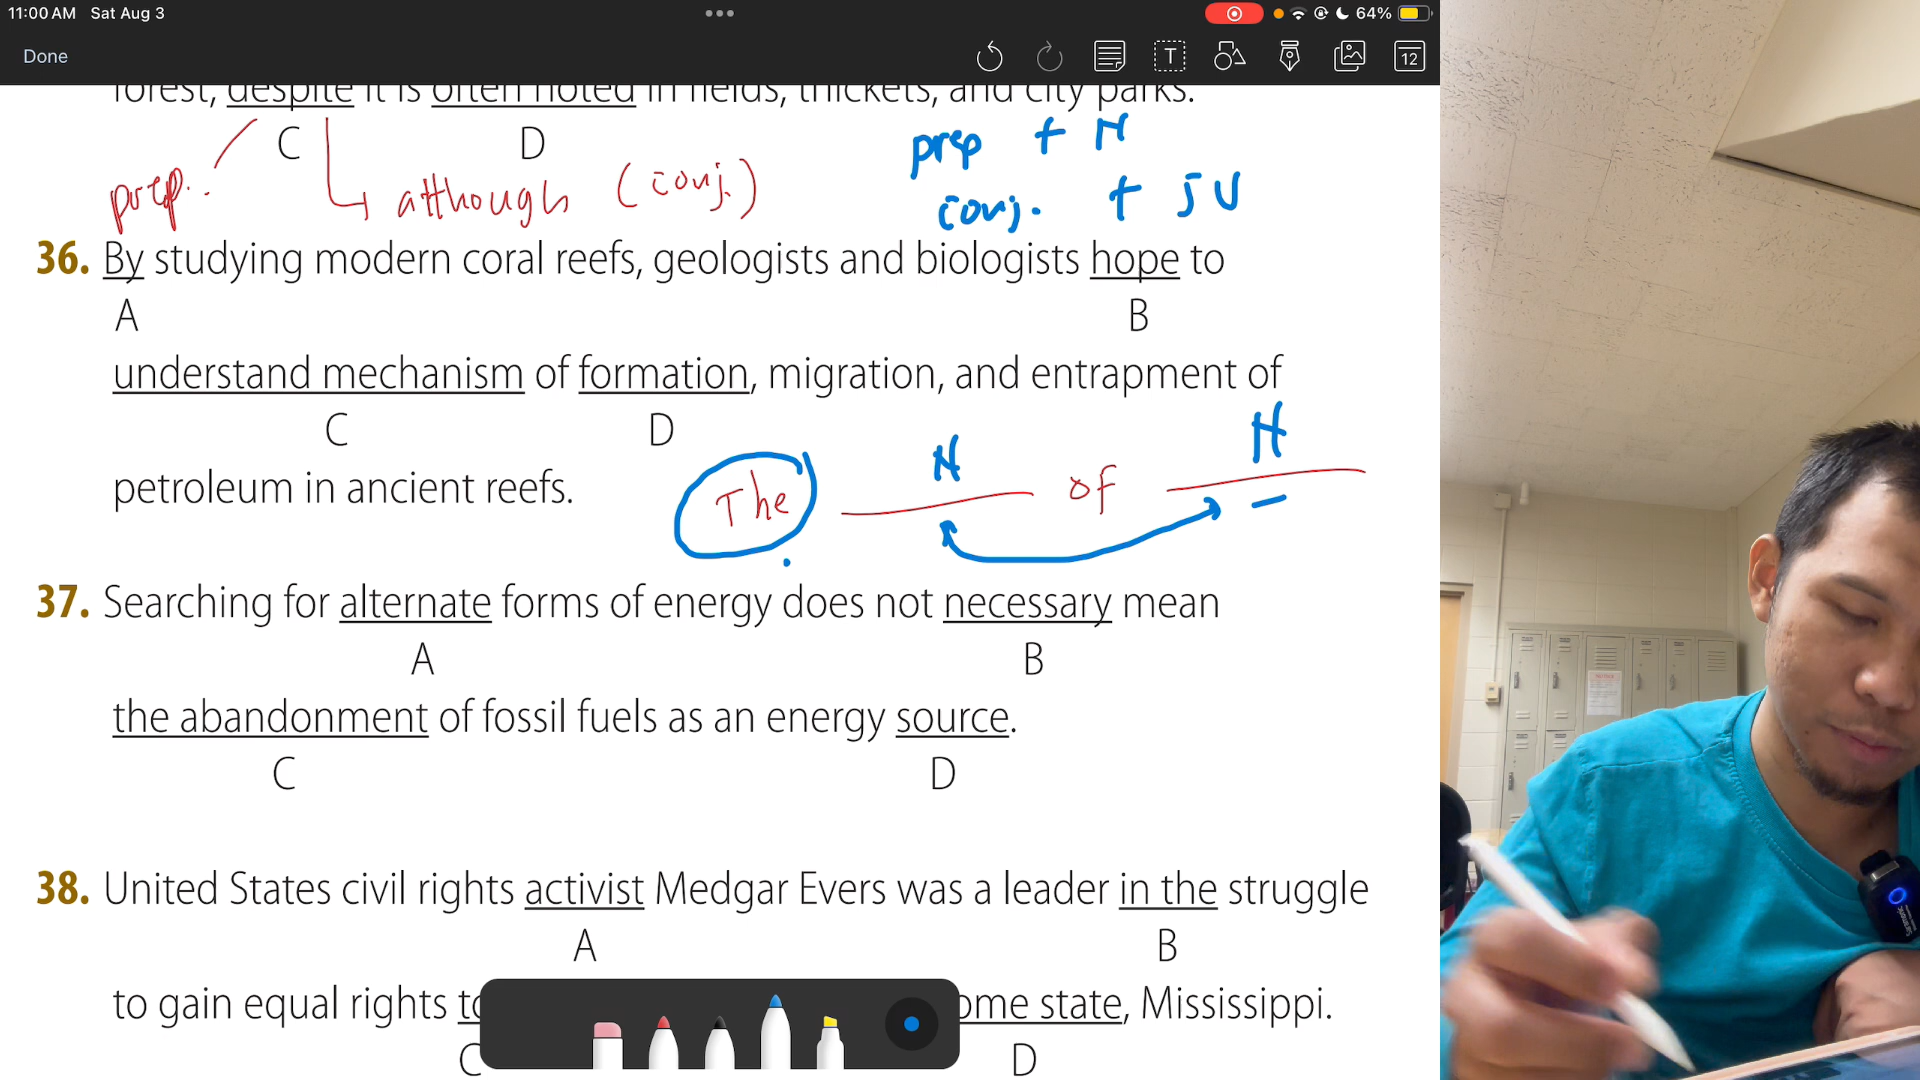 11:00 AM Sat Aug 3
64%
Done
T
12
forest, despite it is often noted in fields, thickets, and city parks.
C D
prep + N
prep.
although (conj.)
conj. + SV
36. By studying modern coral reefs, geologists and biologists hope to
A B
understand mechanism of formation, migration, and entrapment of
C D
N
N
petroleum in ancient reefs.
The of
37. Searching for alternate forms of energy does not necessary mean
A B
the abandonment of fossil fuels as an energy source.
C D
38. United States civil rights activist Medgar Evers was a leader in the struggle
A B
to gain equal rights state, Mississippi.
C D